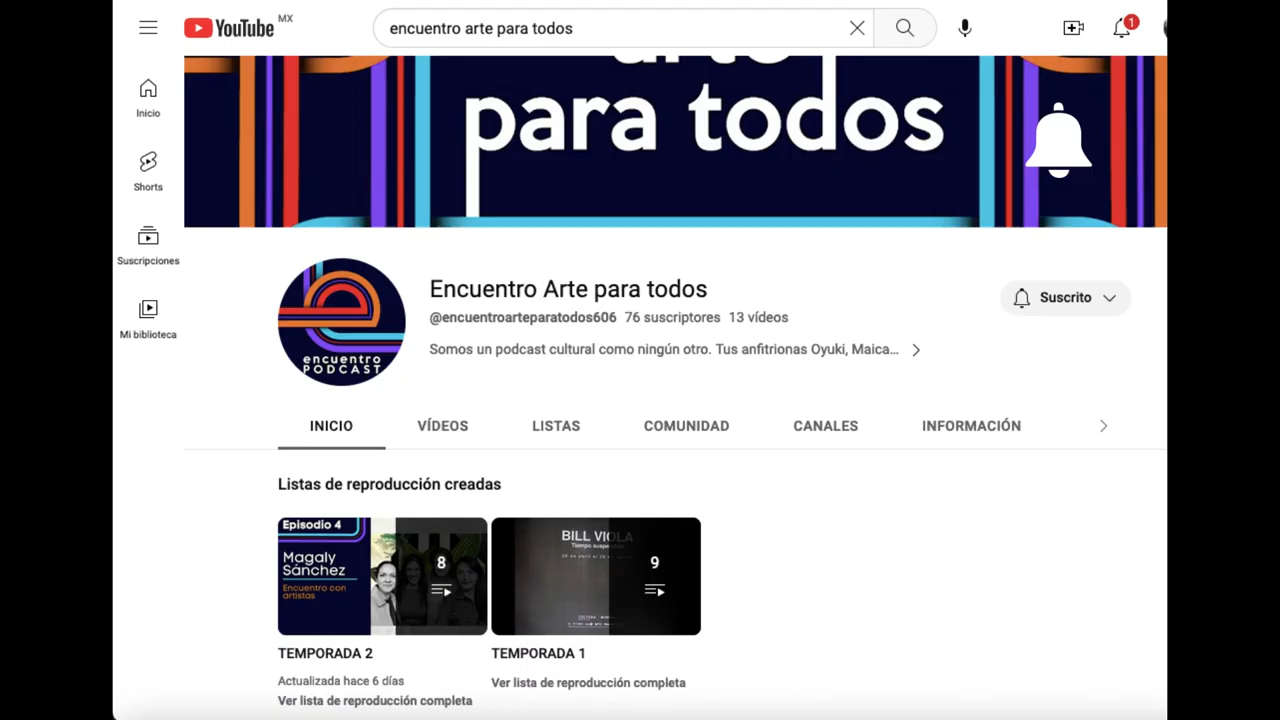 YouTube MX
encuentro arte para todos
1
arte
para todos
Inicio
Shorts
Suscripciones
Mi biblioteca
encuentro
PODCAST
Encuentro Arte para todos
@encuentroarteparatodos606 76 suscriptores 13 vídeos
Somos un podcast cultural como ningún otro. Tus anfitrionas Oyuki, Maica...
Suscrito
INICIO VÍDEOS LISTAS COMUNIDAD CANALES INFORMACIÓN
Listas de reproducción creadas
Episodio 4
Magaly
Sánchez
Encuentro con
artistas
8
BILL VIOLA
Tiempo suspendido
9
TEMPORADA 2
Actualizada hace 6 días
Ver lista de reproducción completa
TEMPORADA 1
Ver lista de reproducción completa